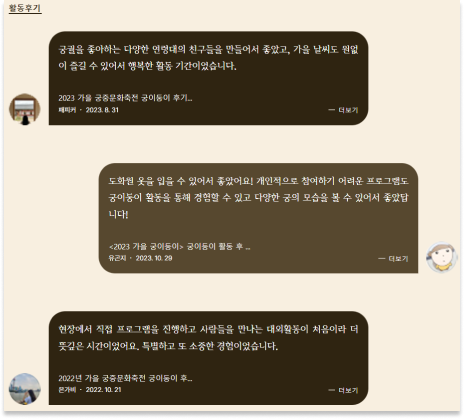 활동후기
궁궐을 좋아하는 다양한 연령대의 친구들을 만들어서 좋았고, 가을 날씨도 원없
이 즐길 수 있어서 행복한 활동 기간이었습니다.
2023 가을 궁중문화축전 궁이둥이 후기...
해피커 · 2023. 8. 31
— 더보기
도화원 옷을 입을 수 있어서 좋았어요! 개인적으로 참여하기 어려운 프로그램도
궁이둥이 활동을 통해 경험할 수 있고 다양한 궁의 모습을 볼 수 있어서 좋았답
니다!
<2023 가을 궁이둥이> 궁이둥이 활동 후 ...
유곤지 · 2023. 10. 29
— 더보기
현장에서 직접 프로그램을 진행하고 사람들을 만나는 대외활동이 처음이라 더
뜻깊은 시간이었어요. 특별하고 또 소중한 경험이었습니다.
2022년 가을 궁중문화축전 궁이둥이 후...
은가비 · 2022. 10. 21
— 더보기